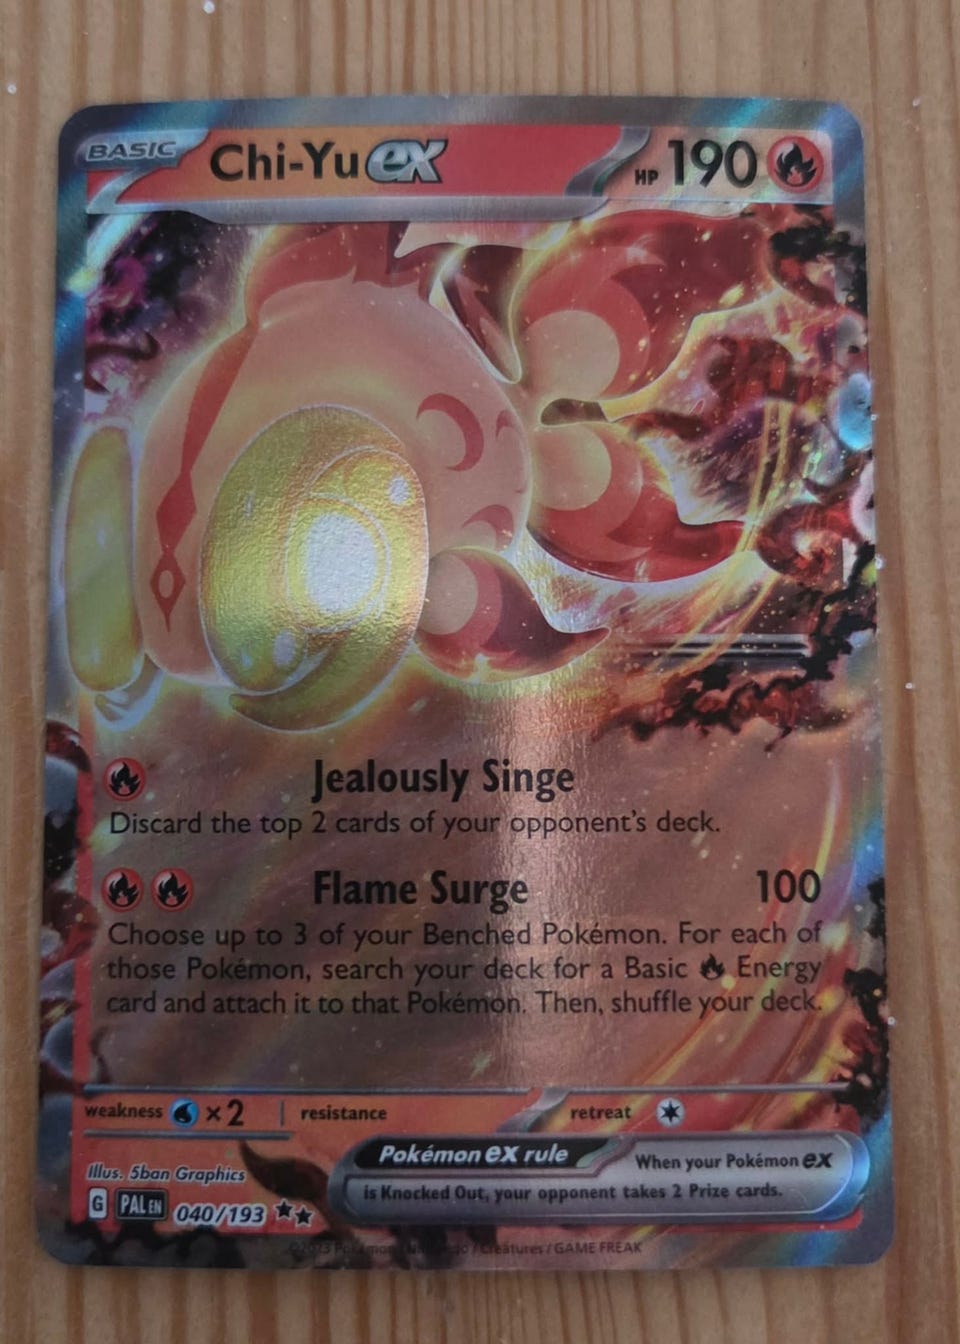 BASIC Chi-Yu ex HP 190
Jealously Singe
Discard the top 2 cards of your opponent's deck.
Flame Surge 100
Choose up to 3 of your Benched Pokémon. For each of
those Pokémon, search your deck for a Basic Energy
card and attach it to that Pokémon. Then, shuffle your deck.
weakness ×2 resistance retreat
Pokémon ex rule
When your Pokémon ex
is Knocked Out, your opponent takes 2 Prize cards.
Illus. 5ban Graphics
G PAL EN 040/193
©2023 Pokémon / Nintendo / Creatures / GAME FREAK